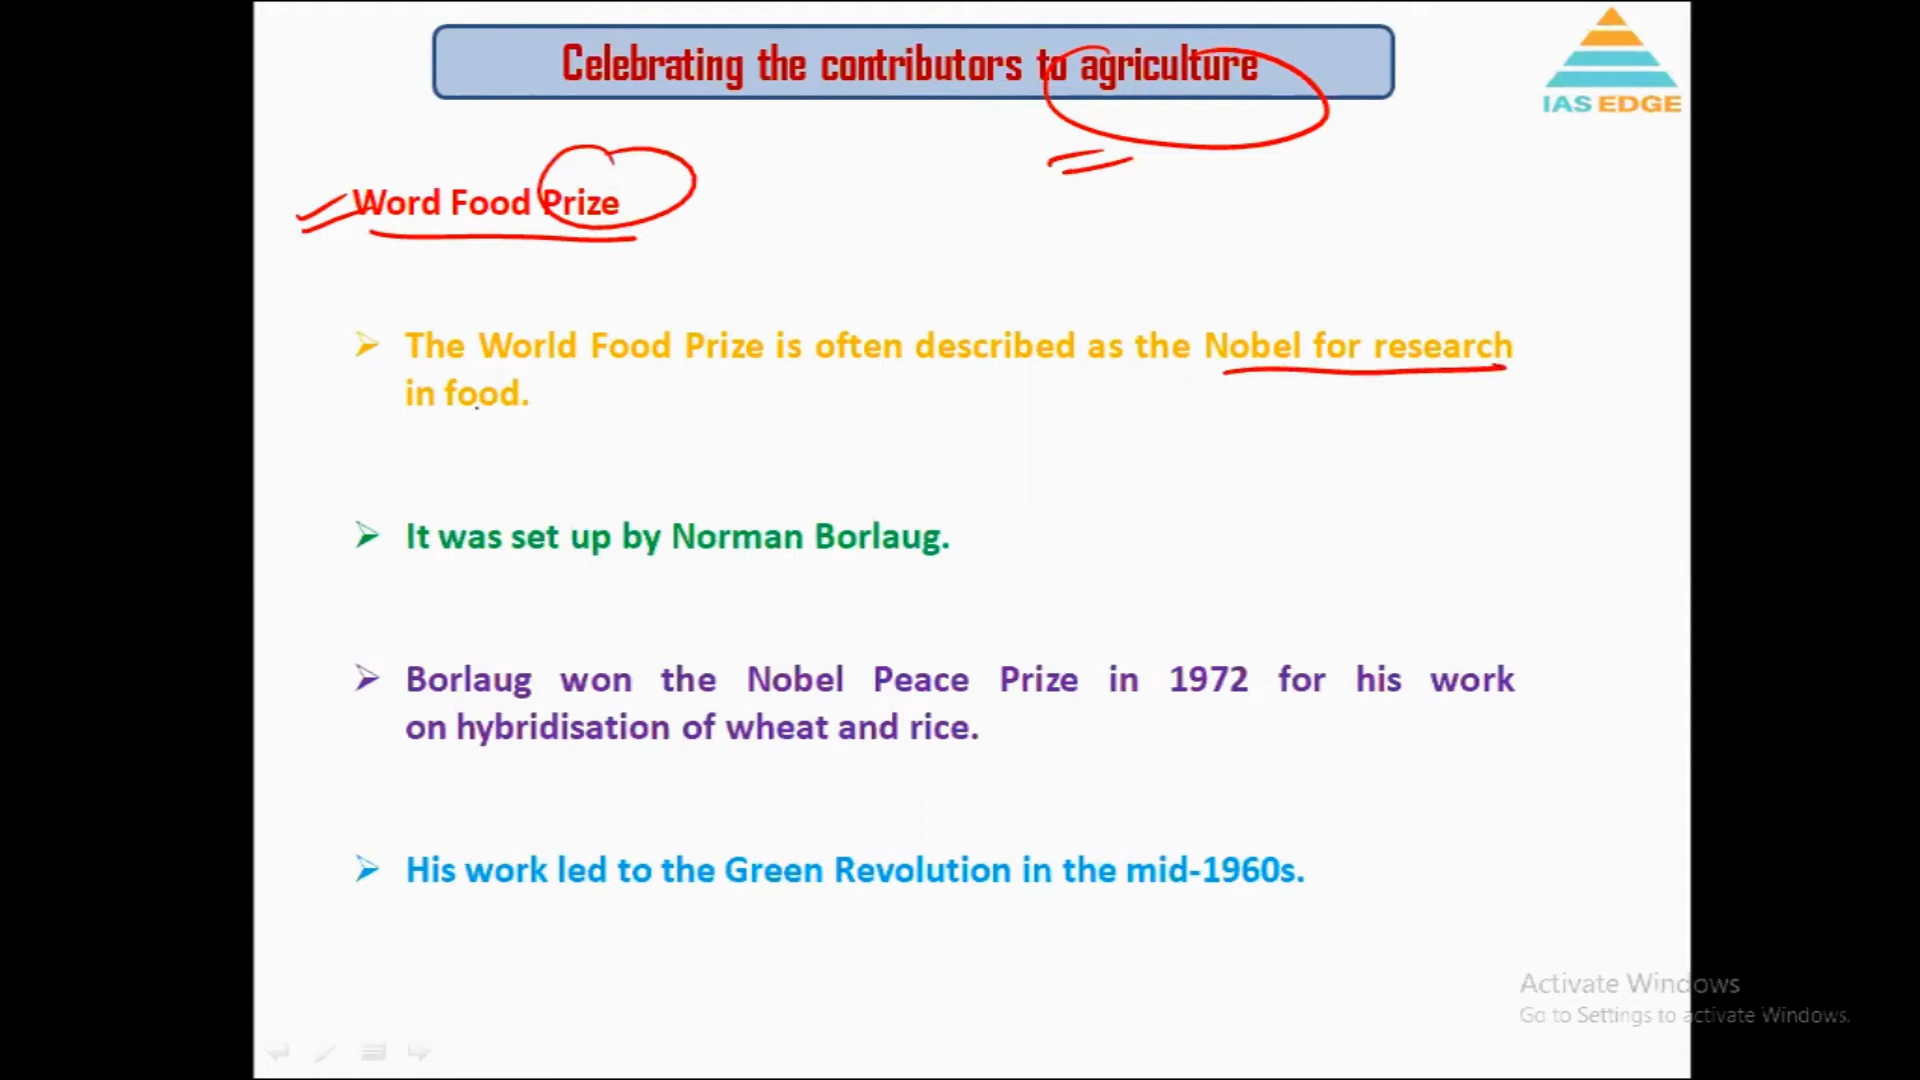 Celebrating the contributors to agriculture
IAS EDGE
Word Food Prize
The World Food Prize is often described as the Nobel for research
in food.
It was set up by Norman Borlaug.
Borlaug won the Nobel Peace Prize in 1972 for his work
on hybridisation of wheat and rice.
His work led to the Green Revolution in the mid-1960s.
Activate Windows
Go to Settings to activate Windows.